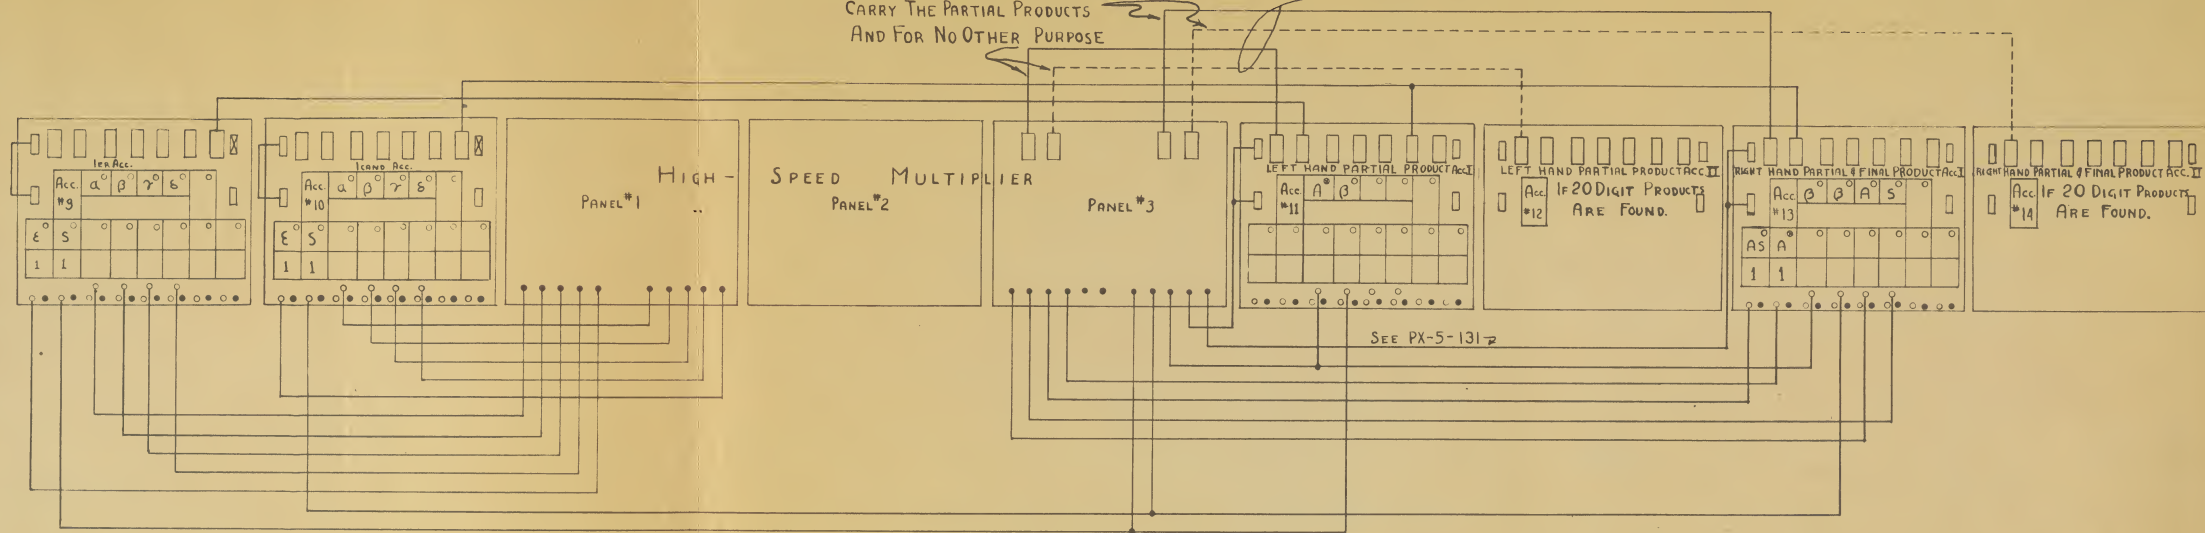 CARRY THE PARTIAL PRODUCTS
AND FOR NO OTHER PURPOSE
IER ACC.
ACC. #9 α β γ δ
ε S
1 1
ICAND ACC.
ACC. #10 α β γ δ
ε S
1 1
HIGH-SPEED MULTIPLIER
PANEL #1
PANEL #2
PANEL #3
LEFT HAND PARTIAL PRODUCT ACC I
ACC. #11 A β
LEFT HAND PARTIAL PRODUCT ACC. II
ACC. #12
IF 20 DIGIT PRODUCTS
ARE FOUND.
RIGHT HAND PARTIAL & FINAL PRODUCT ACC I
ACC. #13 β β A S
AS A
1 1
RIGHT HAND PARTIAL & FINAL PRODUCT ACC. II
ACC. #14
IF 20 DIGIT PRODUCTS
ARE FOUND.
SEE PX-5-131